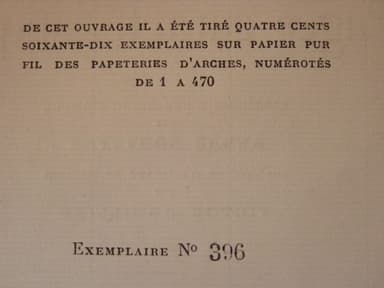 DE CET OUVRAGE IL A ÉTÉ TIRÉ QUATRE CENTS
SOIXANTE-DIX EXEMPLAIRES SUR PAPIER PUR
FIL DES PAPETERIES D'ARCHES, NUMÉROTÉS
DE 1 A 470
EXEMPLAIRE Nº 396